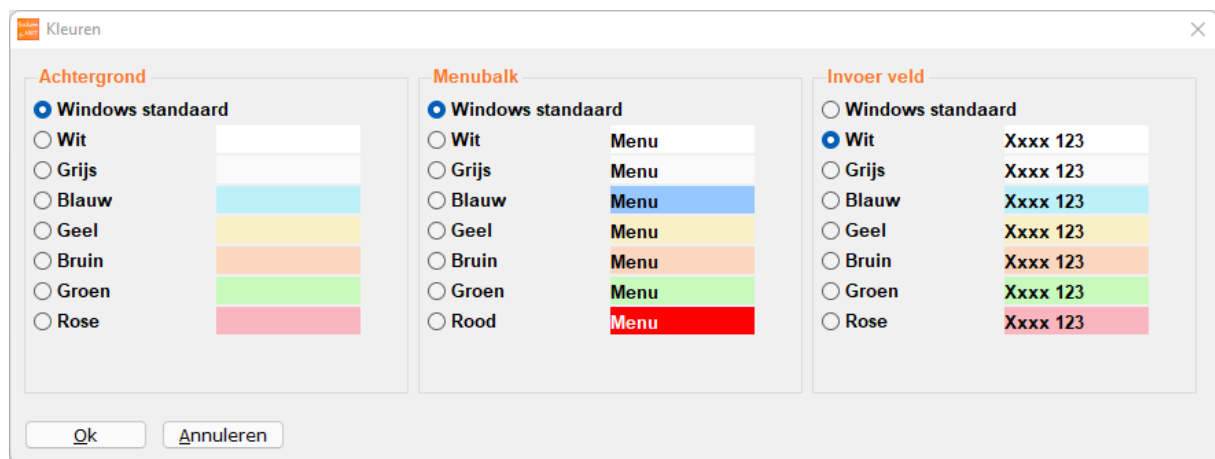 Kleuren
Achtergrond
Windows standaard
Wit
Grijs
Blauw
Geel
Bruin
Groen
Rose
Menubalk
Windows standaard
Wit Menu
Grijs Menu
Blauw Menu
Geel Menu
Bruin Menu
Groen Menu
Rood Menu
Invoer veld
Windows standaard
Wit Xxxx 123
Grijs Xxxx 123
Blauw Xxxx 123
Geel Xxxx 123
Bruin Xxxx 123
Groen Xxxx 123
Rose Xxxx 123
Ok Annuleren